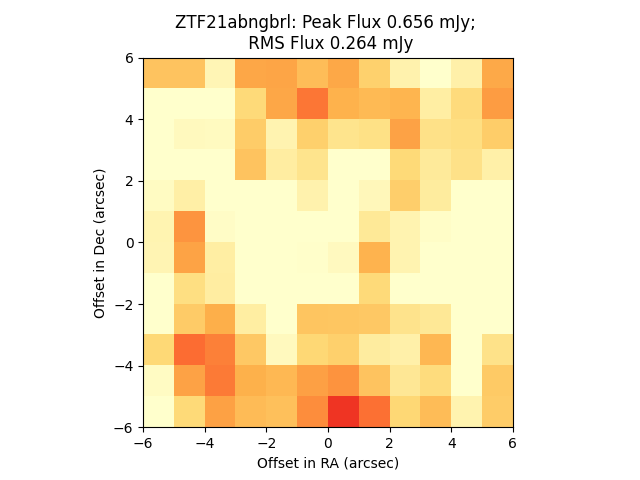 ZTF21abngbrl: Peak Flux 0.656 mJy;
RMS Flux 0.264 mJy
6
4
2
0
−2
−4
−6
Offset in Dec (arcsec)
−6 −4 −2 0 2 4 6
Offset in RA (arcsec)